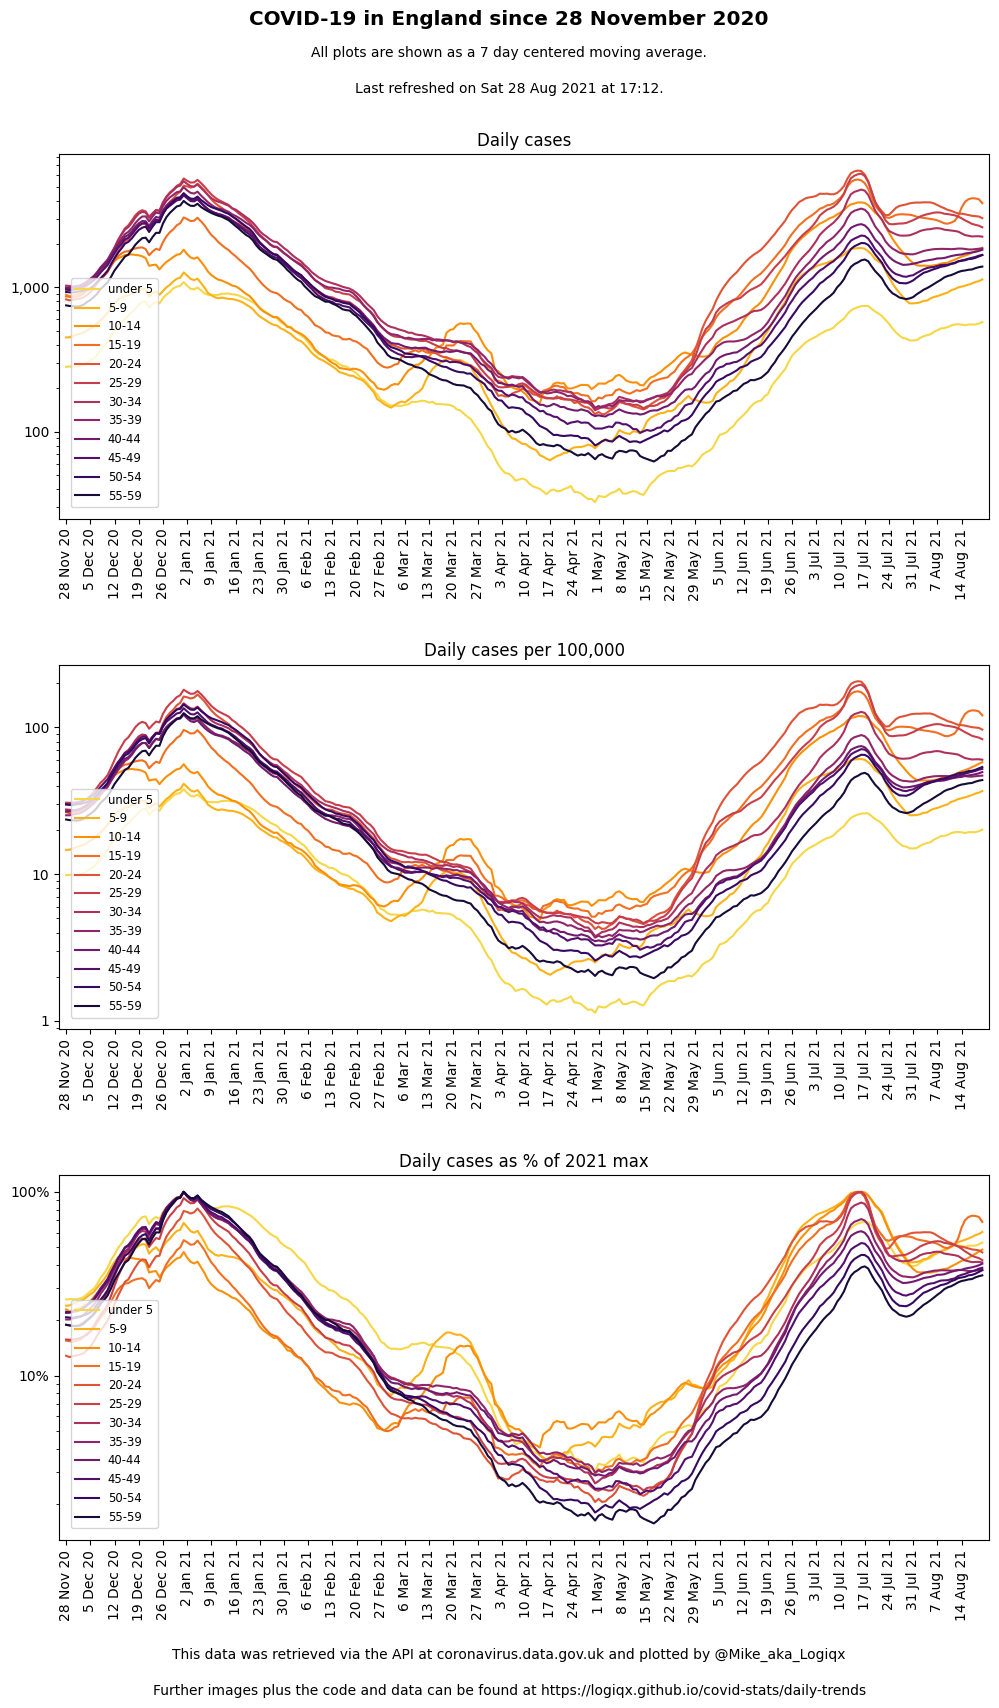 COVID-19 in England since 28 November 2020
All plots are shown as a 7 day centered moving average.
Last refreshed on Sat 28 Aug 2021 at 17:12.
Daily cases
1,000
100
under 5
5-9
10-14
15-19
20-24
25-29
30-34
35-39
40-44
45-49
50-54
55-59
28 Nov 20
5 Dec 20
12 Dec 20
19 Dec 20
26 Dec 20
2 Jan 21
9 Jan 21
16 Jan 21
23 Jan 21
30 Jan 21
6 Feb 21
13 Feb 21
20 Feb 21
27 Feb 21
6 Mar 21
13 Mar 21
20 Mar 21
27 Mar 21
3 Apr 21
10 Apr 21
17 Apr 21
24 Apr 21
1 May 21
8 May 21
15 May 21
22 May 21
29 May 21
5 Jun 21
12 Jun 21
19 Jun 21
26 Jun 21
3 Jul 21
10 Jul 21
17 Jul 21
24 Jul 21
31 Jul 21
7 Aug 21
14 Aug 21
Daily cases per 100,000
100
10
1
under 5
5-9
10-14
15-19
20-24
25-29
30-34
35-39
40-44
45-49
50-54
55-59
28 Nov 20
5 Dec 20
12 Dec 20
19 Dec 20
26 Dec 20
2 Jan 21
9 Jan 21
16 Jan 21
23 Jan 21
30 Jan 21
6 Feb 21
13 Feb 21
20 Feb 21
27 Feb 21
6 Mar 21
13 Mar 21
20 Mar 21
27 Mar 21
3 Apr 21
10 Apr 21
17 Apr 21
24 Apr 21
1 May 21
8 May 21
15 May 21
22 May 21
29 May 21
5 Jun 21
12 Jun 21
19 Jun 21
26 Jun 21
3 Jul 21
10 Jul 21
17 Jul 21
24 Jul 21
31 Jul 21
7 Aug 21
14 Aug 21
Daily cases as % of 2021 max
100%
10%
under 5
5-9
10-14
15-19
20-24
25-29
30-34
35-39
40-44
45-49
50-54
55-59
28 Nov 20
5 Dec 20
12 Dec 20
19 Dec 20
26 Dec 20
2 Jan 21
9 Jan 21
16 Jan 21
23 Jan 21
30 Jan 21
6 Feb 21
13 Feb 21
20 Feb 21
27 Feb 21
6 Mar 21
13 Mar 21
20 Mar 21
27 Mar 21
3 Apr 21
10 Apr 21
17 Apr 21
24 Apr 21
1 May 21
8 May 21
15 May 21
22 May 21
29 May 21
5 Jun 21
12 Jun 21
19 Jun 21
26 Jun 21
3 Jul 21
10 Jul 21
17 Jul 21
24 Jul 21
31 Jul 21
7 Aug 21
14 Aug 21
This data was retrieved via the API at coronavirus.data.gov.uk and plotted by @Mike_aka_Logiqx
Further images plus the code and data can be found at https://logiqx.github.io/covid-stats/daily-trends